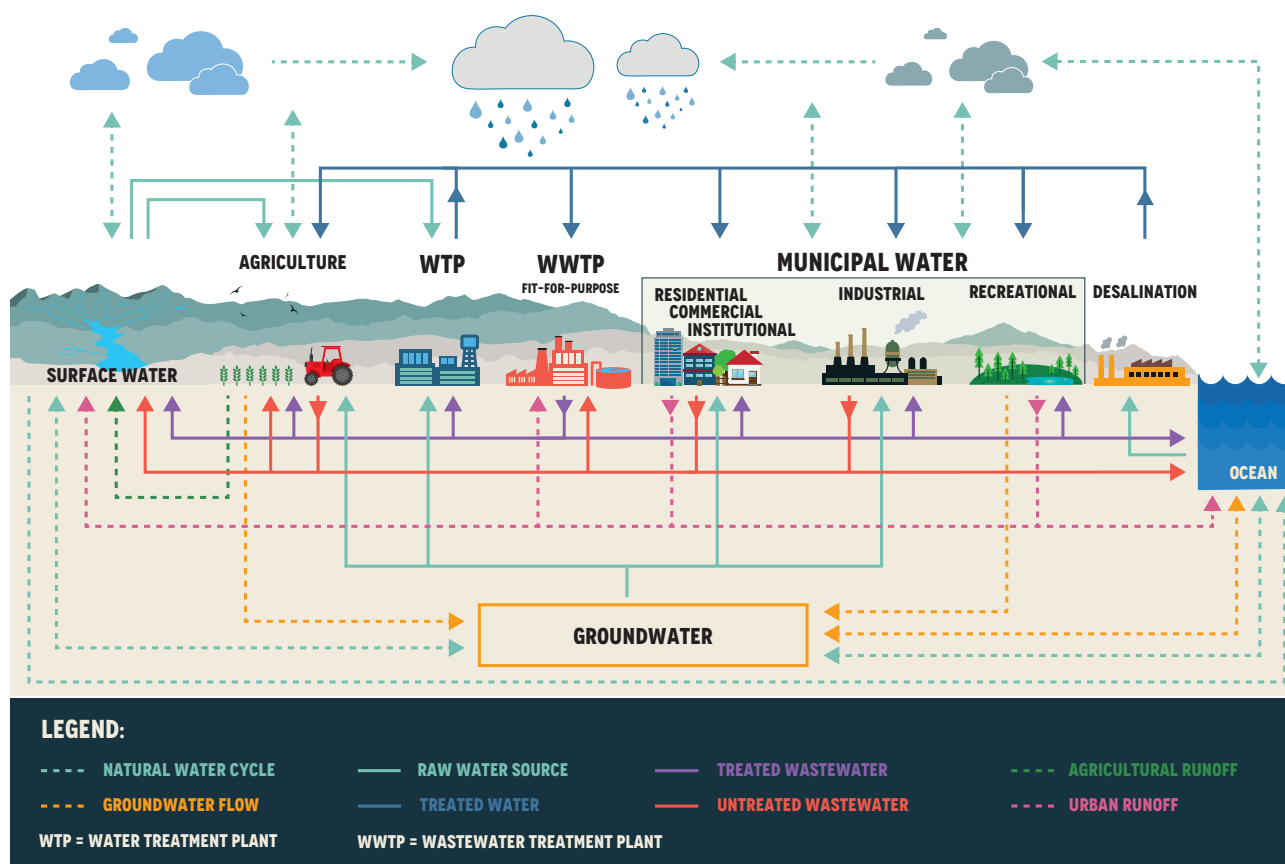 AGRICULTURE
WTP
WWTP
FIT-FOR-PURPOSE
MUNICIPAL WATER
RESIDENTIAL
COMMERCIAL
INSTITUTIONAL
INDUSTRIAL
RECREATIONAL
DESALINATION
SURFACE WATER
OCEAN
GROUNDWATER
LEGEND:
NATURAL WATER CYCLE
RAW WATER SOURCE
TREATED WASTEWATER
AGRICULTURAL RUNOFF
GROUNDWATER FLOW
TREATED WATER
UNTREATED WASTEWATER
URBAN RUNOFF
WTP = WATER TREATMENT PLANT
WWTP = WASTEWATER TREATMENT PLANT